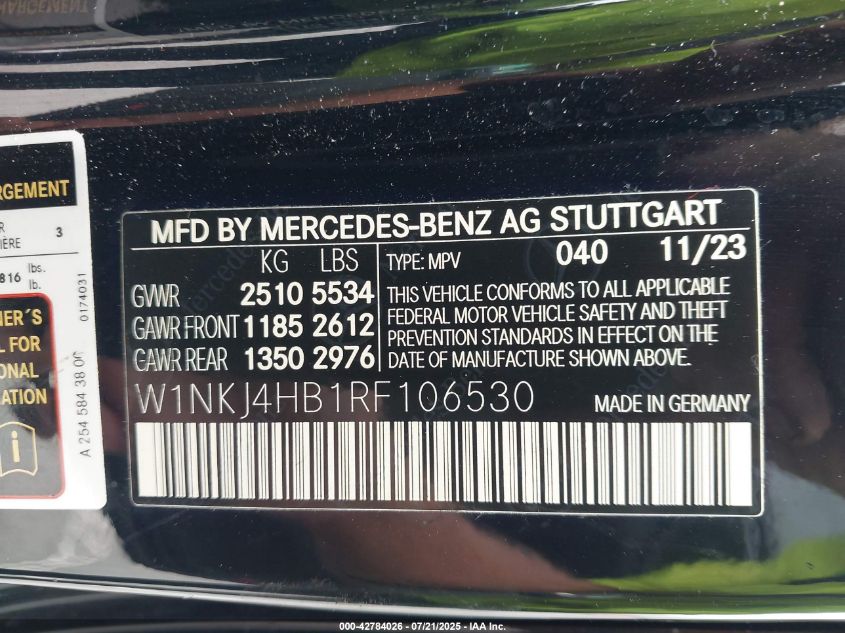 RGEMENT
R
IÈRE 3
816 lbs.
lb.
NER'S
L FOR
ONAL
HERE
i
A 254 584 38 0
0174031
MFD BY MERCEDES-BENZ AG STUTTGART
KG LBS TYPE: MPV 040 11/23
GVWR 2510 5534
GAWR FRONT 1185 2612
GAWR REAR 1350 2976
THIS VEHICLE CONFORMS TO ALL APPLICABLE
FEDERAL MOTOR VEHICLE SAFETY AND THEFT
PREVENTION STANDARDS IN EFFECT ON THE
DATE OF MANUFACTURE SHOWN ABOVE.
W1NKJ4HB1RF106530 MADE IN GERMANY
000-42784026 - 07/21/2025 - IAA Inc.